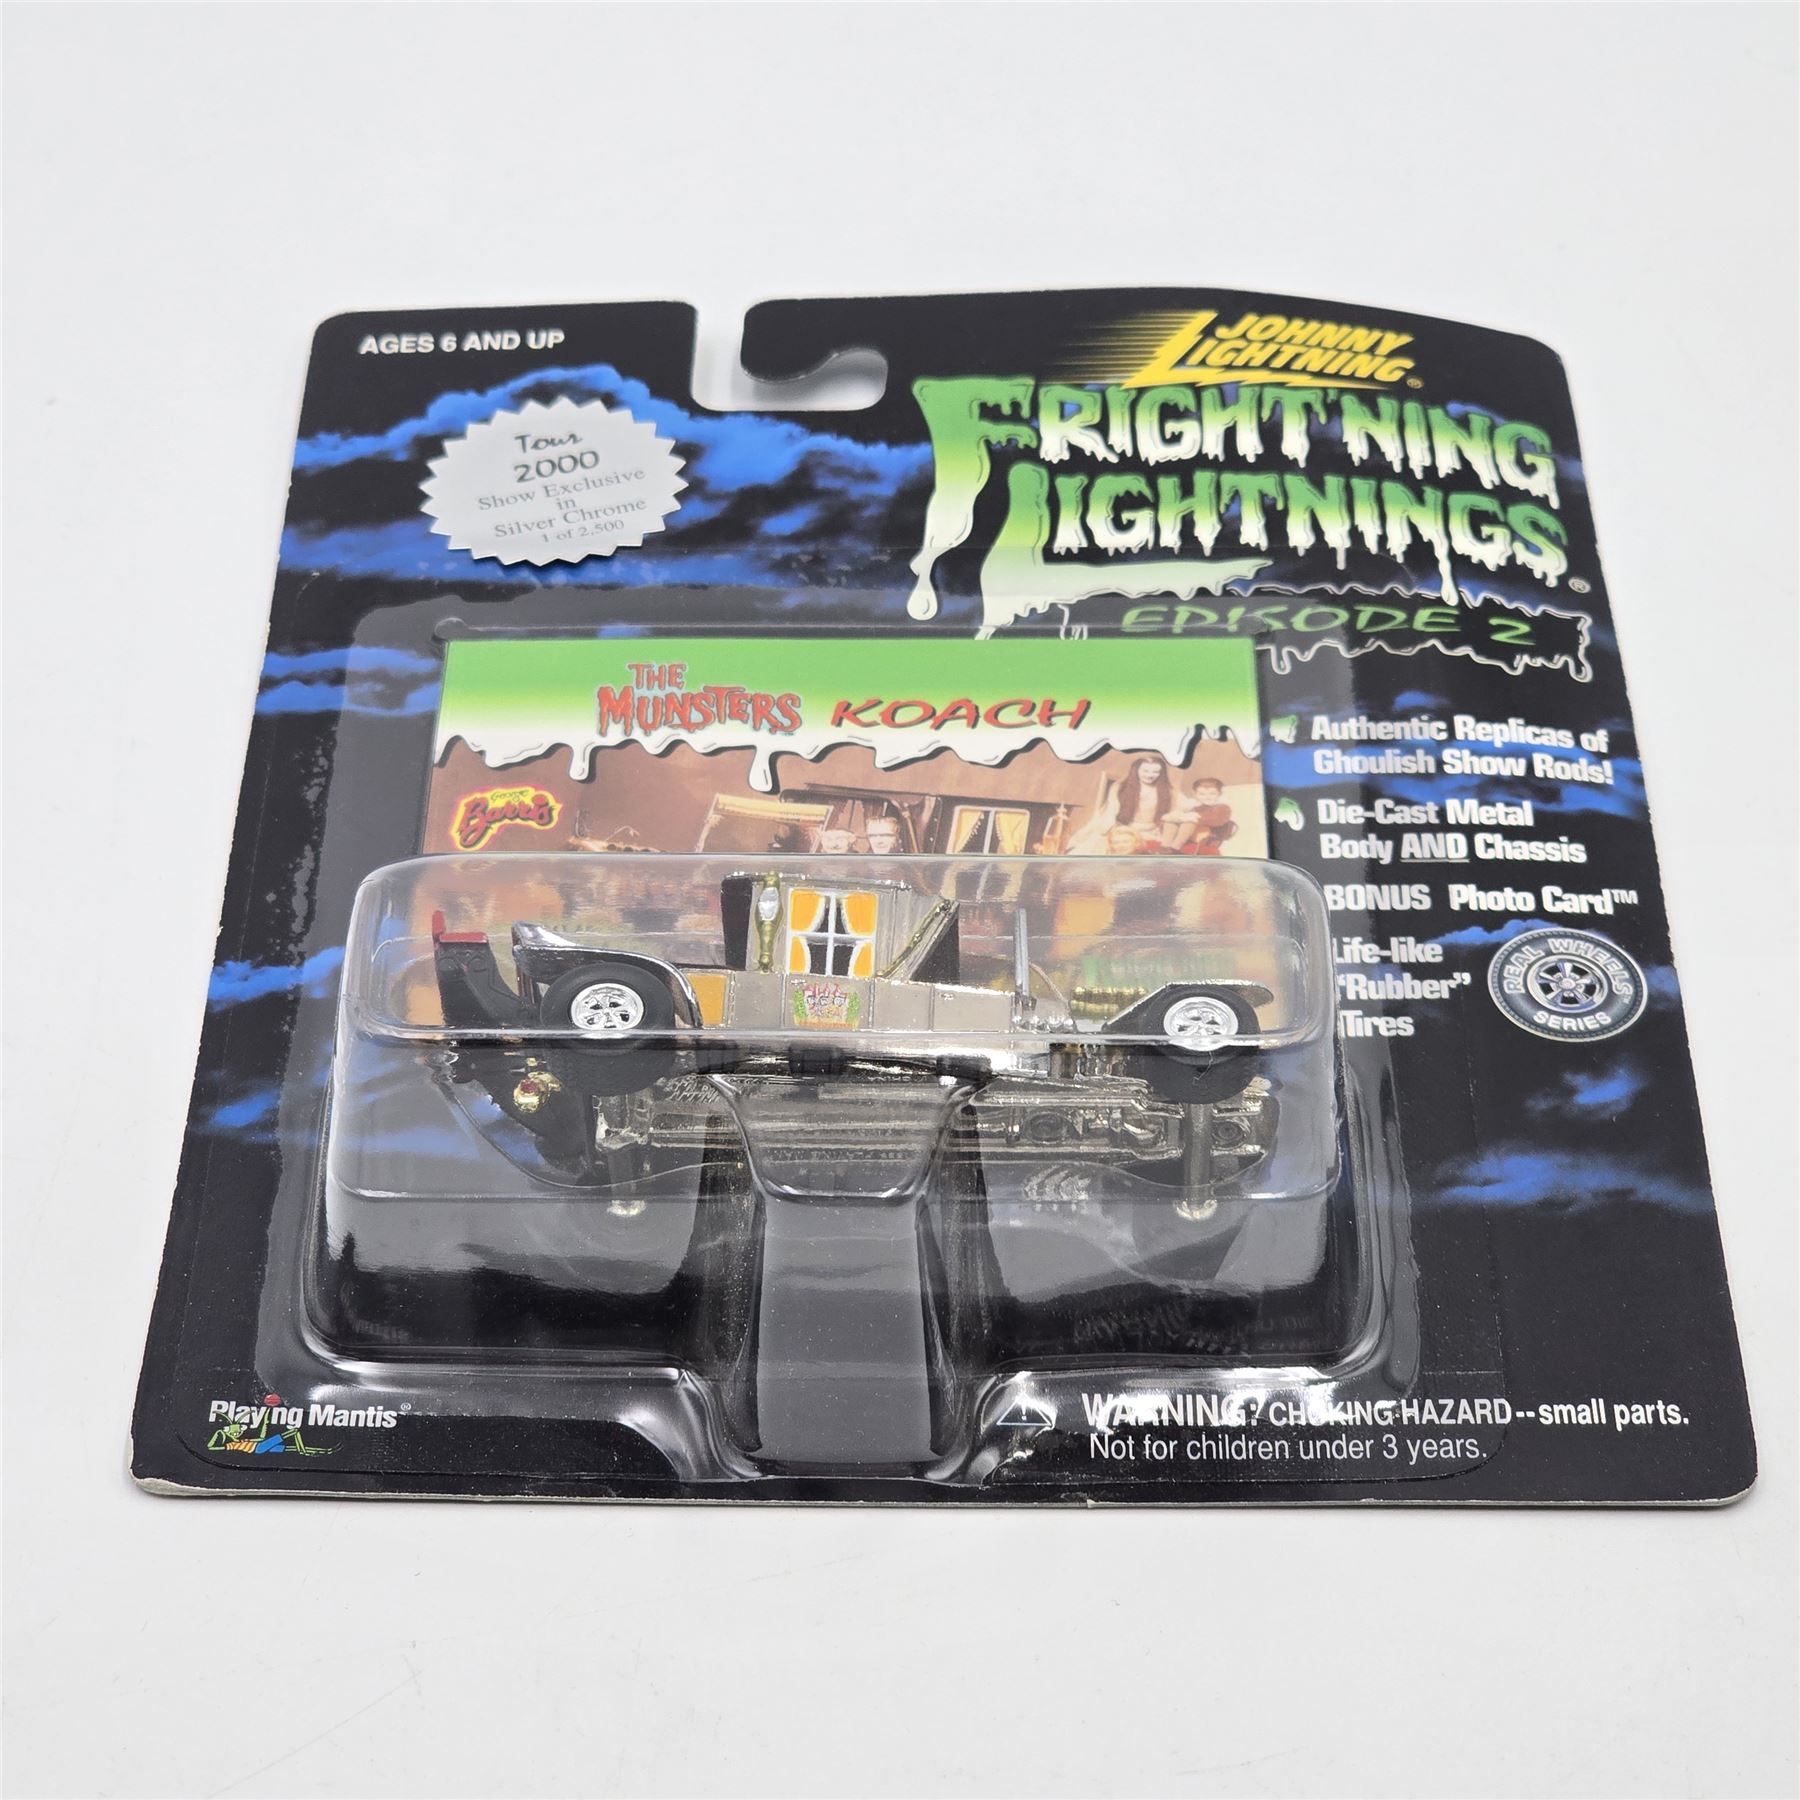 AGES 6 AND UP
JOHNNY
LIGHTNING®
FRIGHT'NING
LIGHTNINGS®
EPISODE 2
Tour
2000
Show Exclusive
in
Silver Chrome
1 of 2,500
THE
MUNSTERS KOACH
George
Barris
Authentic Replicas of
Ghoulish Show Rods!
Die-Cast Metal
Body AND Chassis
BONUS Photo Card™
Life-like
"Rubber"
Tires
REAL WHEELS™
SERIES
Playing Mantis®
WARNING: CHOKING HAZARD--small parts.
Not for children under 3 years.